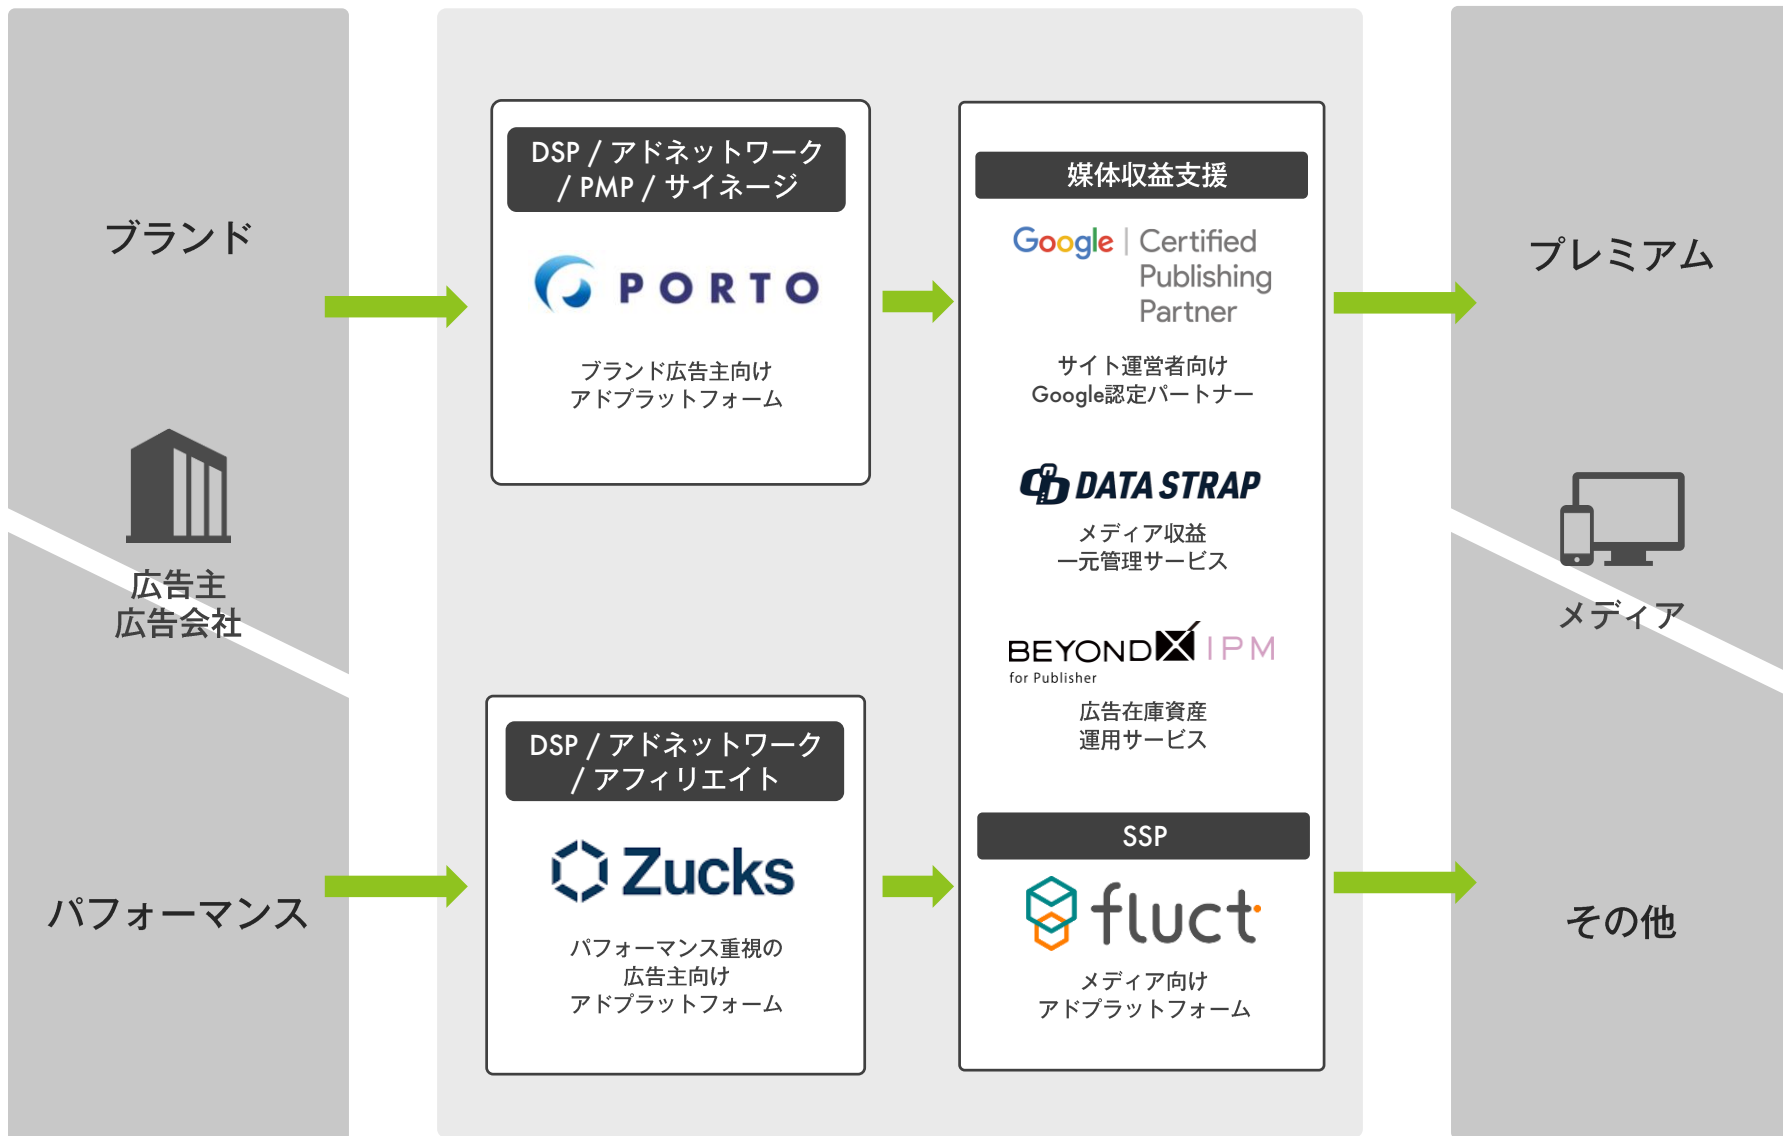 ブランド
広告主
広告会社
パフォーマンス
DSP / アドネットワーク
/ PMP / サイネージ
PORTO
ブランド広告主向け
アドプラットフォーム
DSP / アドネットワーク
/ アフィリエイト
Zucks
パフォーマンス重視の
広告主向け
アドプラットフォーム
媒体収益支援
Google | Certified
Publishing
Partner
サイト運営者向け
Google認定パートナー
DATA STRAP
メディア収益
一元管理サービス
BEYOND X IPM
for Publisher
広告在庫資産
運用サービス
SSP
fluct
メディア向け
アドプラットフォーム
プレミアム
メディア
その他